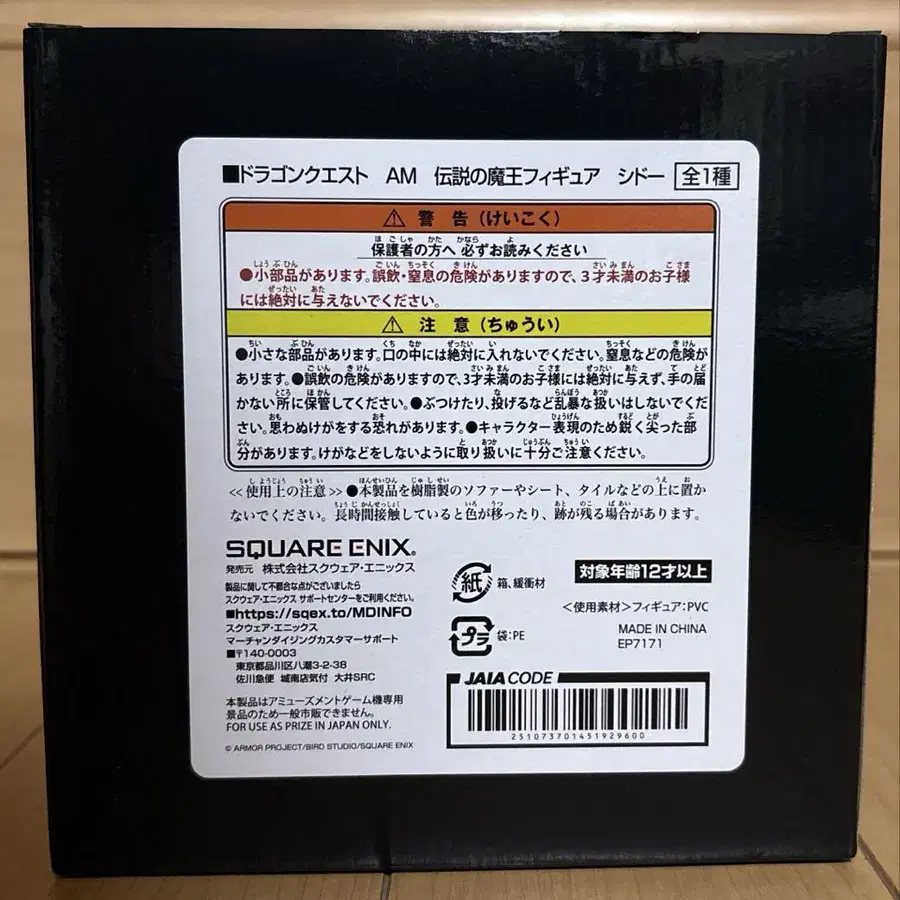 ■ドラゴンクエスト　AM　伝説の魔王フィギュア　シドー　全1種
⚠ 警 告（けいこく）
保護者の方へ 必ずお読みください
●小部品があります。誤飲・窒息の危険がありますので、3才未満のお子様
には絶対に与えないでください。
⚠ 注 意（ちゅうい）
●小さな部品があります。口の中には絶対に入れないでください。窒息などの危険が
あります。●誤飲の危険がありますので、3才未満のお子様には絶対に与えず、手の届
かない所に保管してください。●ぶつけたり、投げるなど乱暴な扱いはしないでくだ
さい。思わぬけがをする恐れがあります。●キャラクター表現のため鋭く尖った部
分があります。けがなどをしないように取り扱いに十分ご注意ください。
≪使用上の注意≫●本製品を樹脂製のソファーやシート、タイルなどの上に置か
ないでください。長時間接触していると色が移ったり、跡が残る場合があります。
SQUARE ENIX®
発売元　株式会社スクウェア・エニックス
製品に関して不都合な点がございましたら
スクウェア・エニックス サポートセンターをご利用ください。
■https://sqex.to/MDINFO
スクウェア・エニックス
マーチャンダイジングカスタマーサポート
■〒140-0003
東京都品川区八潮3-2-38
佐川急便　城南店気付　大井SRC
本製品はアミューズメントゲーム機専用
景品のため一般市販できません。
FOR USE AS PRIZE IN JAPAN ONLY.
© ARMOR PROJECT/BIRD STUDIO/SQUARE ENIX
紙 箱、緩衝材
対象年齢12才以上
プラ 袋:PE
＜使用素材＞フィギュア:PVC
MADE IN CHINA
EP7171
JAIA CODE
251073701451929600